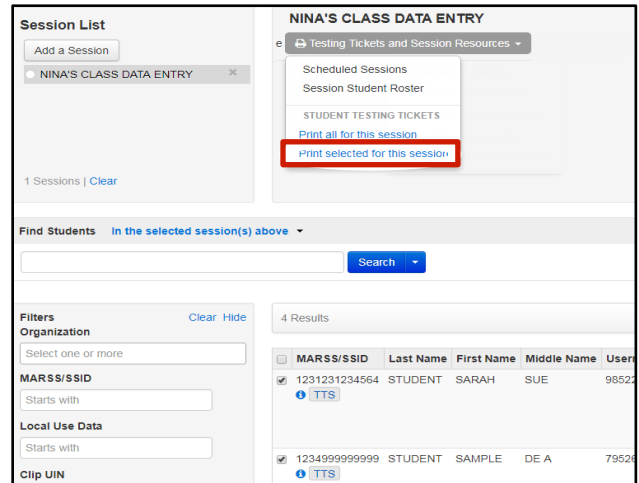 Session List
Add a Session
NINA'S CLASS DATA ENTRY ×
1 Sessions | Clear
NINA'S CLASS DATA ENTRY
e Testing Tickets and Session Resources
Scheduled Sessions
Session Student Roster
STUDENT TESTING TICKETS
Print all for this session
Print selected for this session
Find Students In the selected session(s) above
Search
Filters Clear Hide
Organization
Select one or more
MARSS/SSID
Starts with
Local Use Data
Starts with
Clip UIN
4 Results
MARSS/SSID Last Name First Name Middle Name Usern
1231231234564 STUDENT SARAH SUE 98522
TTS
1234999999999 STUDENT SAMPLE DE A 79526
TTS